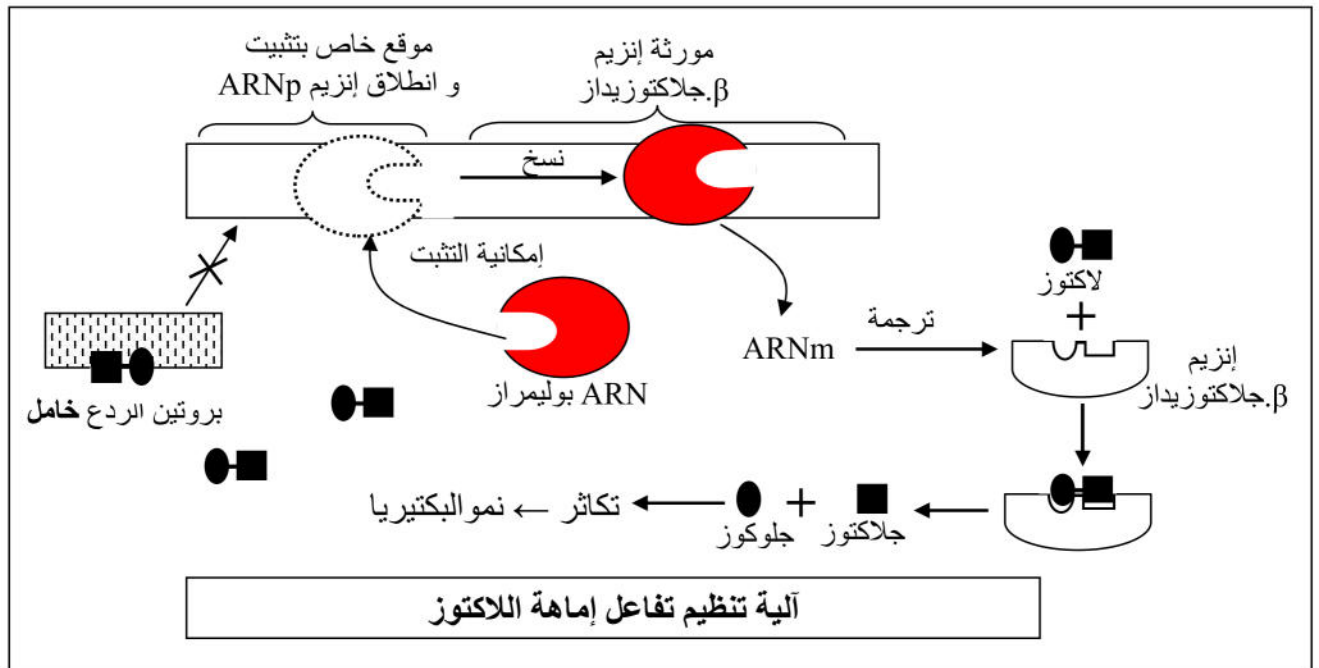 موقع خاص بتثبيت
و انطلاق إنزيم ARNp
مورثة إنزيم
β.جلاكتوزيداز
نسخ
إمكانية التثبت
ARN بوليمراز
بروتين الردع خامل
ARNm
ترجمة
لاكتوز
+
إنزيم
β.جلاكتوزيداز
جلاكتوز
+
جلوكوز
تكاثر ← نموالبكتيريا
آلية تنظيم تفاعل إماهة اللاكتوز